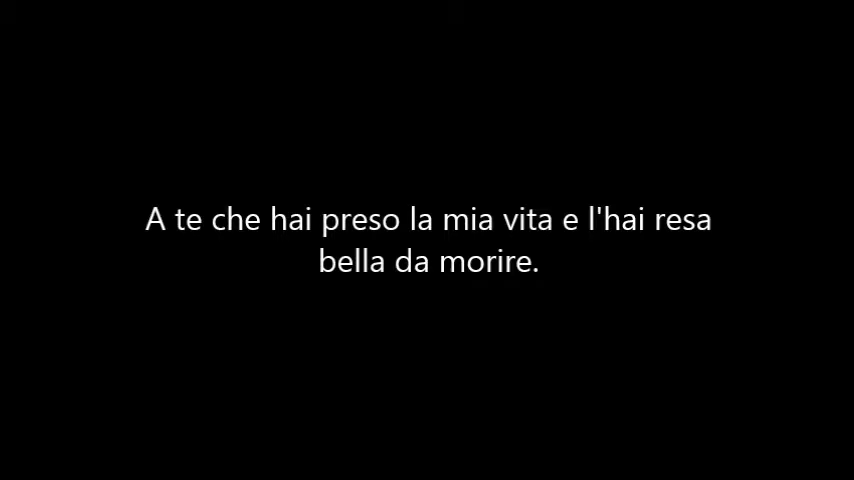 A te che hai preso la mia vita e l'hai resa
bella da morire.